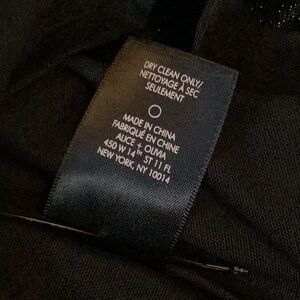 DRY CLEAN ONLY/
NETTOYAGE À SEC
SEULEMENT
MADE IN CHINA
FABRIQUÉ EN CHINE
ALICE + OLIVIA
450 W 14TH ST 11 FL
NEW YORK, NY 10014